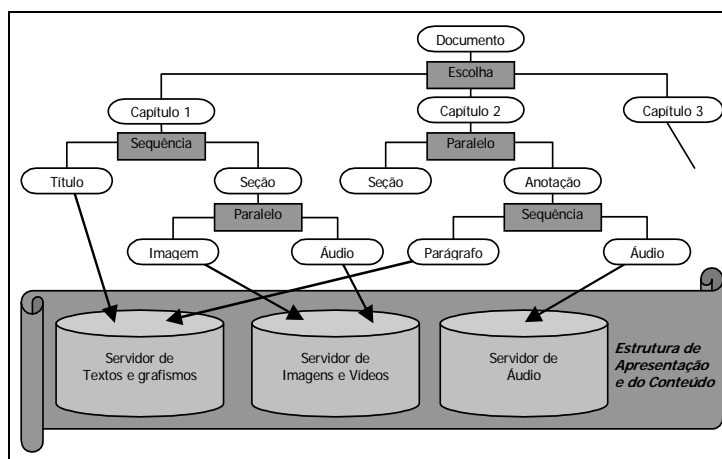 Documento
Escolha
Capítulo 1
Capítulo 2
Capítulo 3
Sequência
Paralelo
Título
Seção
Seção
Anotação
Paralelo
Sequência
Imagem
Áudio
Parágrafo
Áudio
Servidor de
Textos e grafismos
Servidor de
Imagens e Vídeos
Servidor de
Áudio
Estrutura de
Apresentação
e do Conteúdo